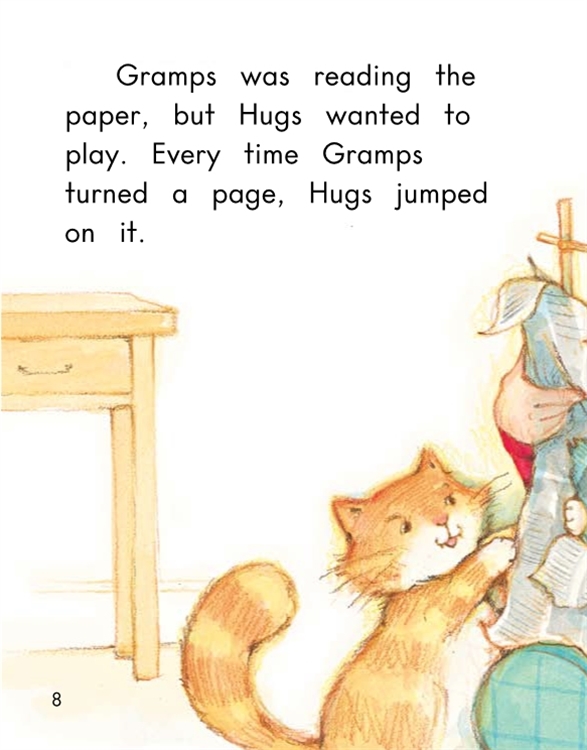 Gramps was reading the
paper, but Hugs wanted to
play. Every time Gramps
turned a page, Hugs jumped
on it.
8